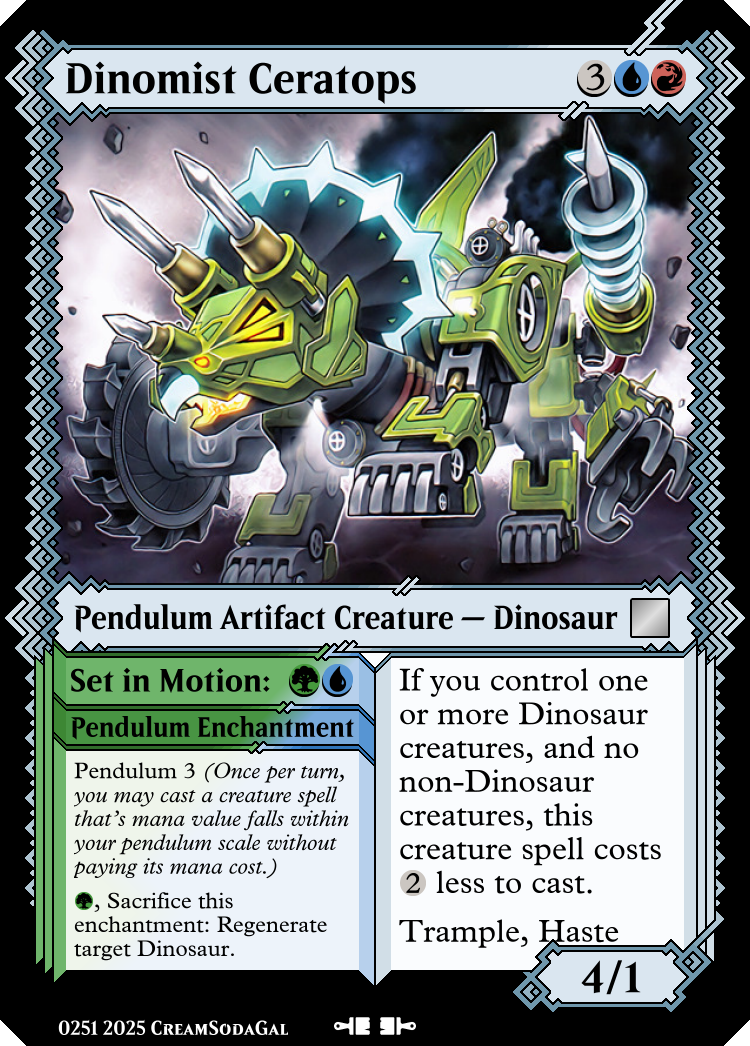 Dinomist Ceratops 3
Pendulum Artifact Creature — Dinosaur
Set in Motion:
Pendulum Enchantment
Pendulum 3 (Once per turn,
you may cast a creature spell
that's mana value falls within
your pendulum scale without
paying its mana cost.)
, Sacrifice this
enchantment: Regenerate
target Dinosaur.
If you control one
or more Dinosaur
creatures, and no
non-Dinosaur
creatures, this
creature spell costs
2 less to cast.
Trample, Haste
4/1
0251 2025 CreamSodaGal